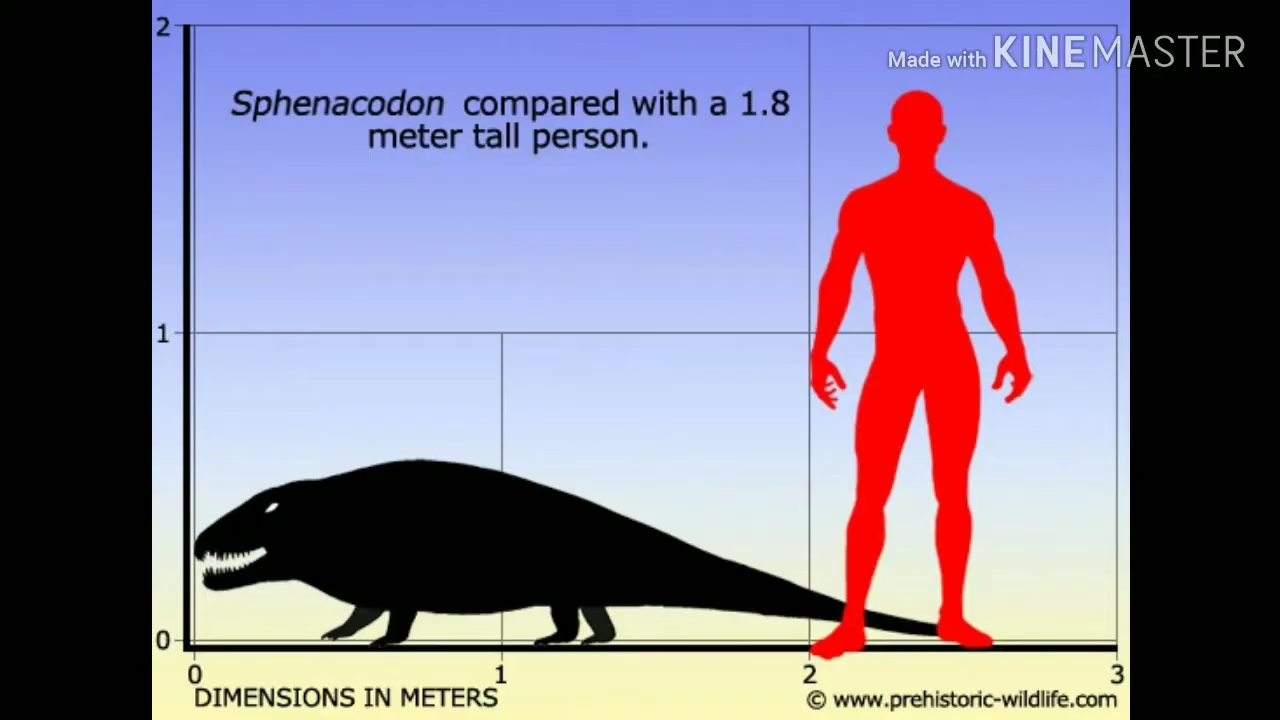 2
Made with KINEMASTER
Sphenacodon compared with a 1.8
meter tall person.
1
0
0 1 2 3
DIMENSIONS IN METERS
© www.prehistoric-wildlife.com